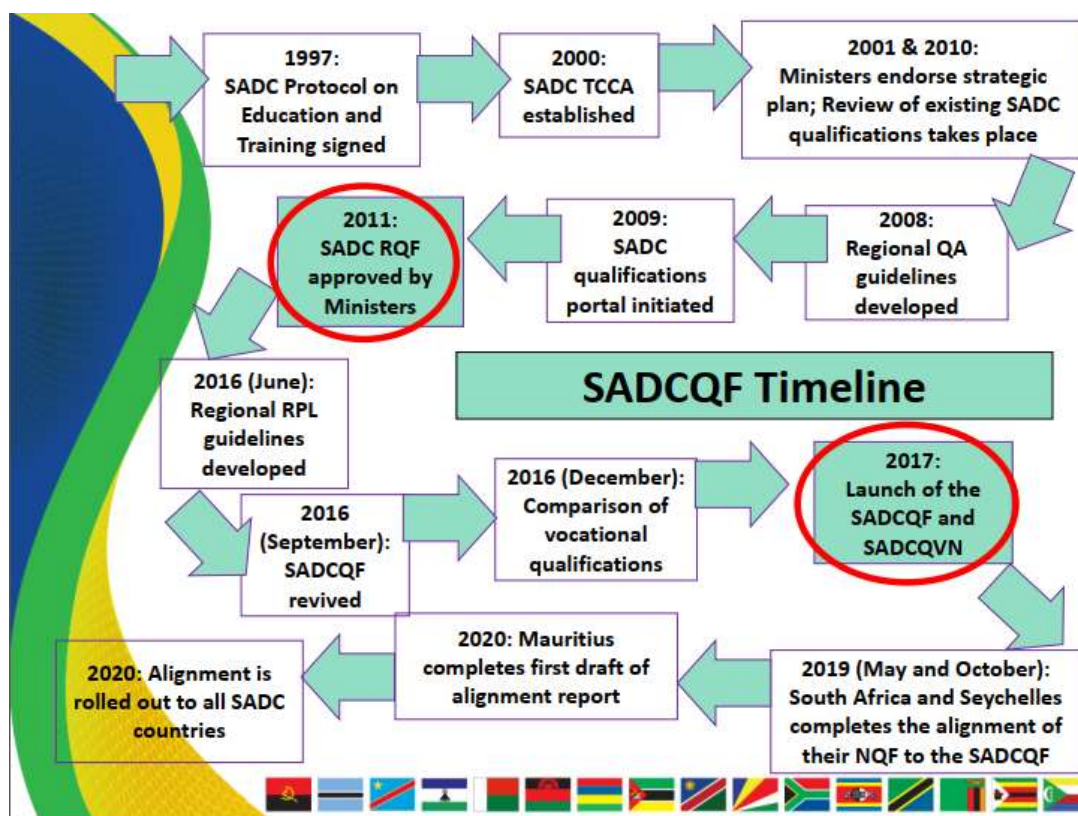 1997:
SADC Protocol on
Education and
Training signed
2000:
SADC TCCA
established
2001 & 2010:
Ministers endorse strategic
plan; Review of existing SADC
qualifications takes place
2008:
Regional QA
guidelines
developed
2009:
SADC
qualifications
portal initiated
2011:
SADC RQF
approved by
Ministers
SADCQF Timeline
2016 (June):
Regional RPL
guidelines
developed
2016
(September):
SADCQF
revived
2016 (December):
Comparison of
vocational
qualifications
2017:
Launch of the
SADCQF and
SADCQVN
2019 (May and October):
South Africa and Seychelles
completes the alignment of
their NQF to the SADCQF
2020: Mauritius
completes first draft of
alignment report
2020: Alignment is
rolled out to all SADC
countries